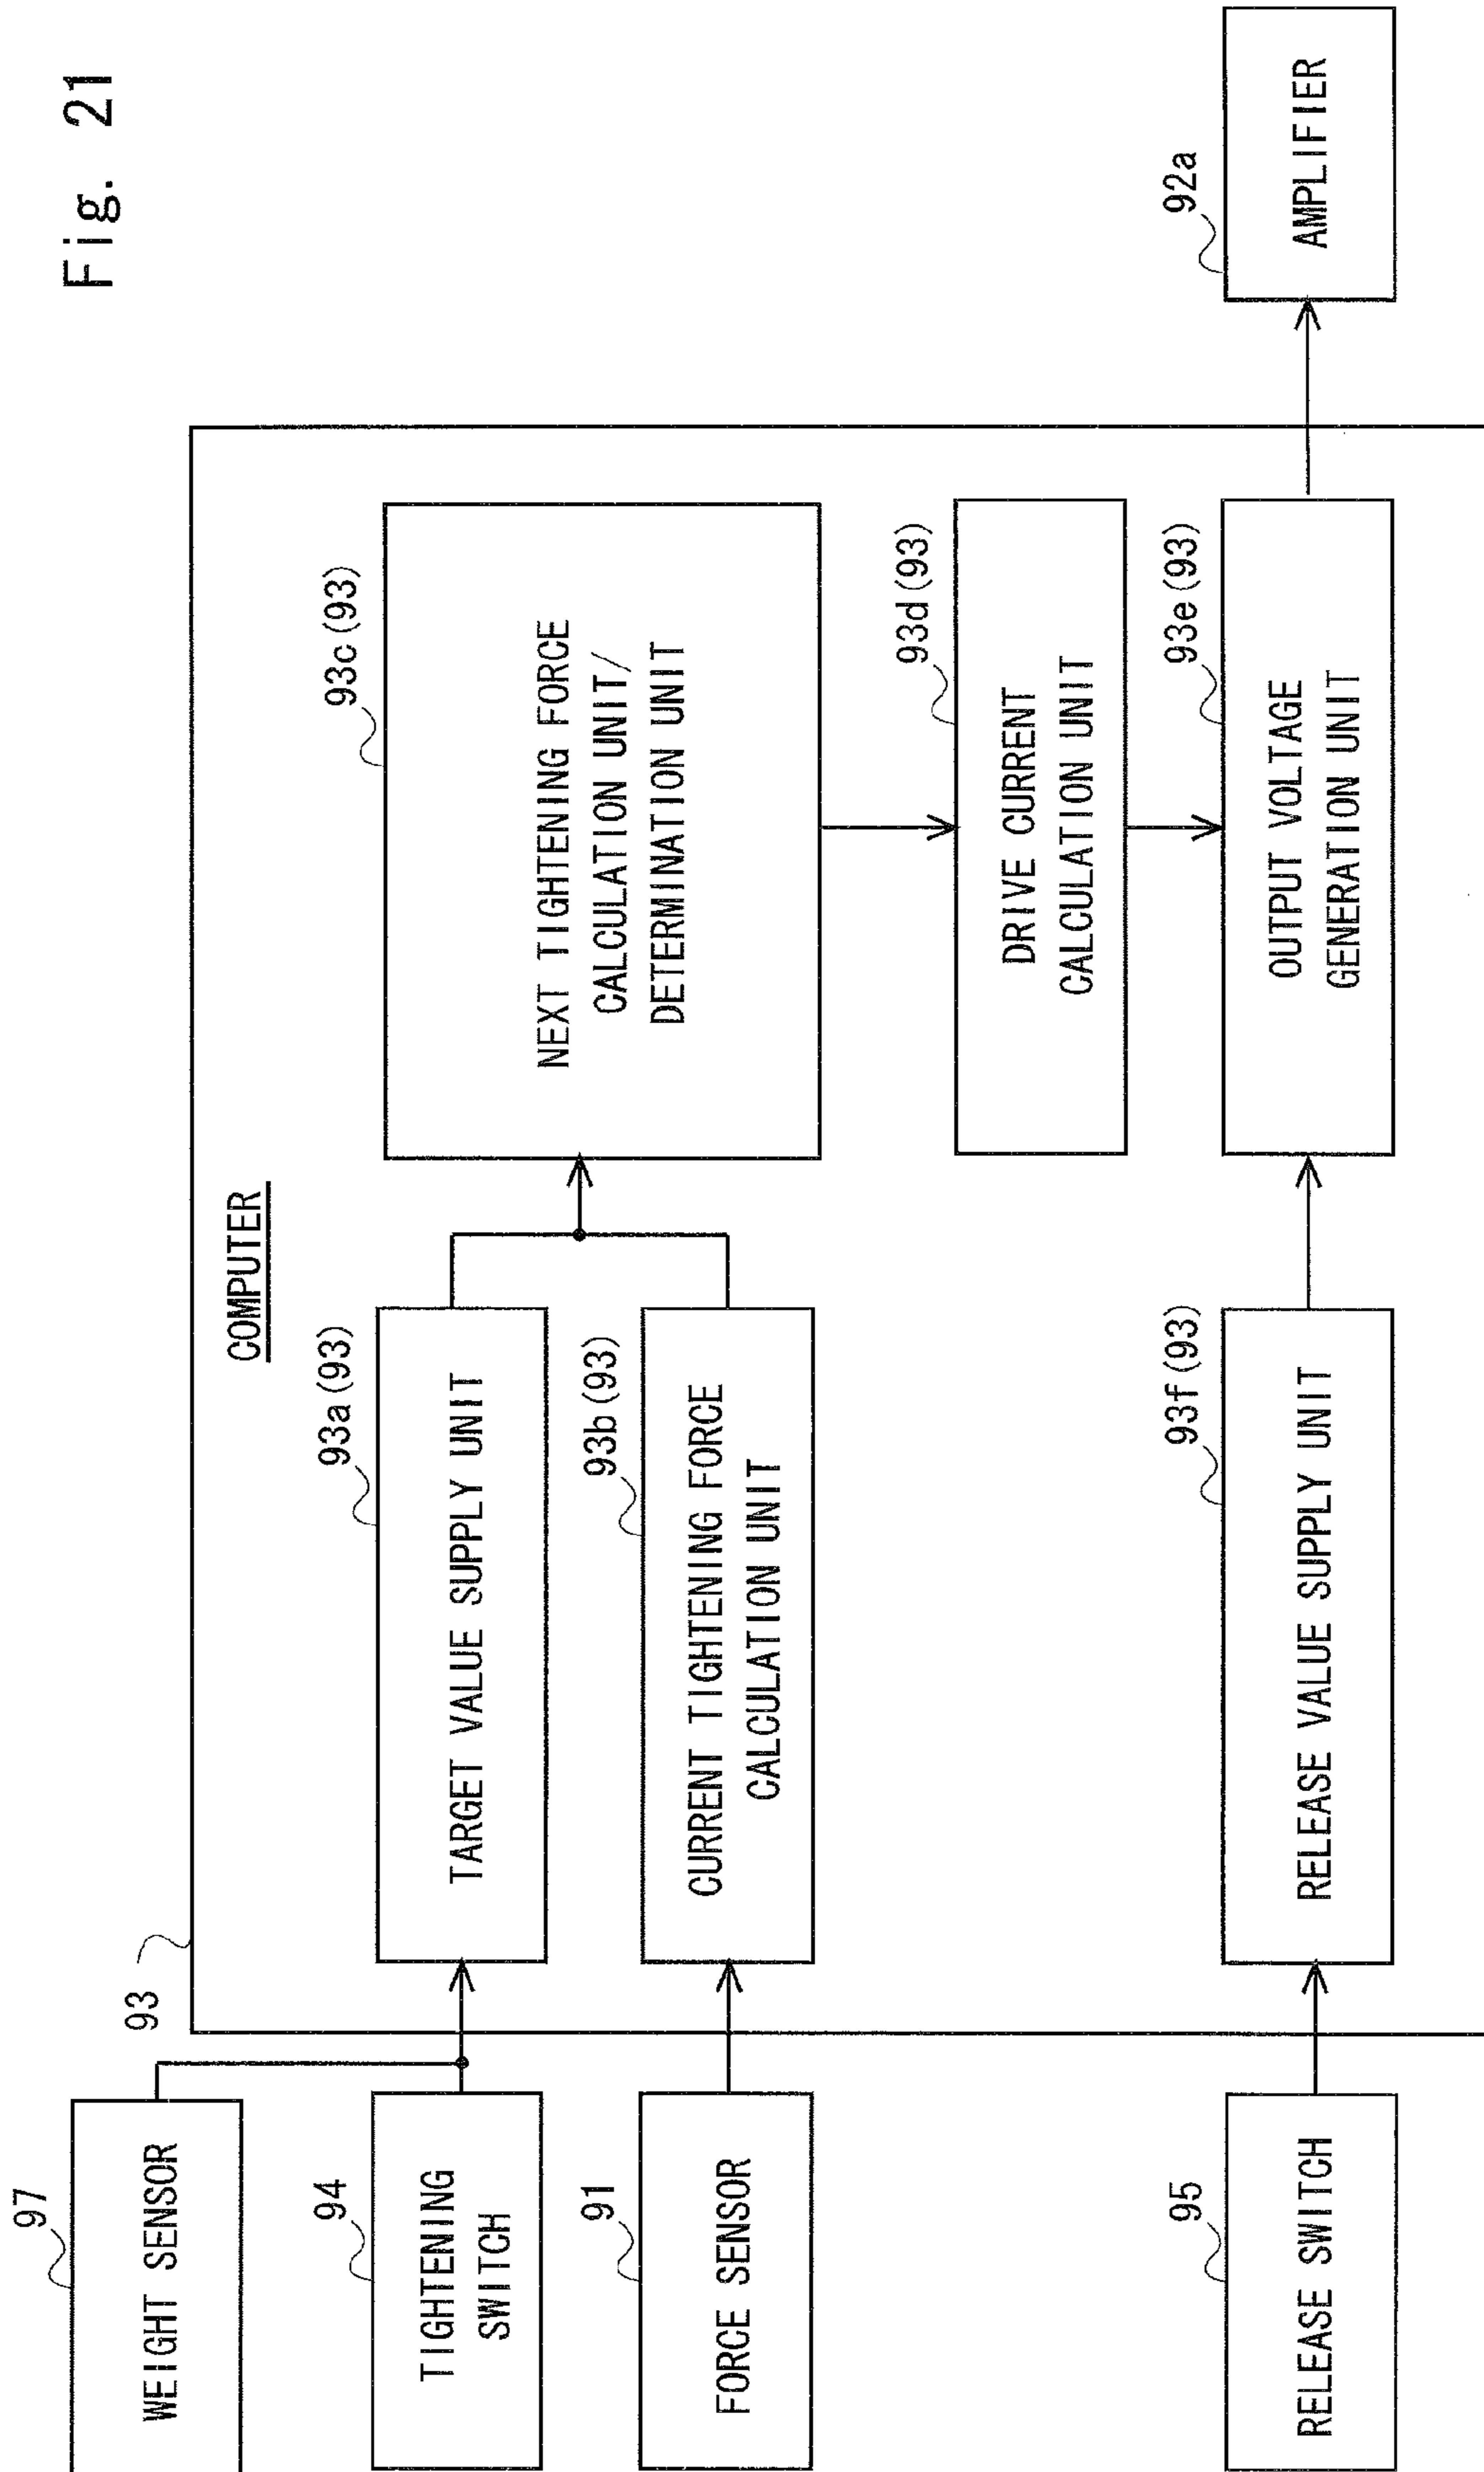 Fig. 21
97
WEIGHT SENSOR
93
COMPUTER
94
TIGHTENING
SWITCH
93a(93)
TARGET VALUE SUPPLY UNIT
93c(93)
NEXT TIGHTENING FORCE
CALCULATION UNIT/
DETERMINATION UNIT
91
FORCE SENSOR
93b(93)
CURRENT TIGHTENING FORCE
CALCULATION UNIT
93d(93)
DRIVE CURRENT
CALCULATION UNIT
95
RELEASE SWITCH
93f(93)
RELEASE VALUE SUPPLY UNIT
93e(93)
OUTPUT VOLTAGE
GENERATION UNIT
92a
AMPLIFIER